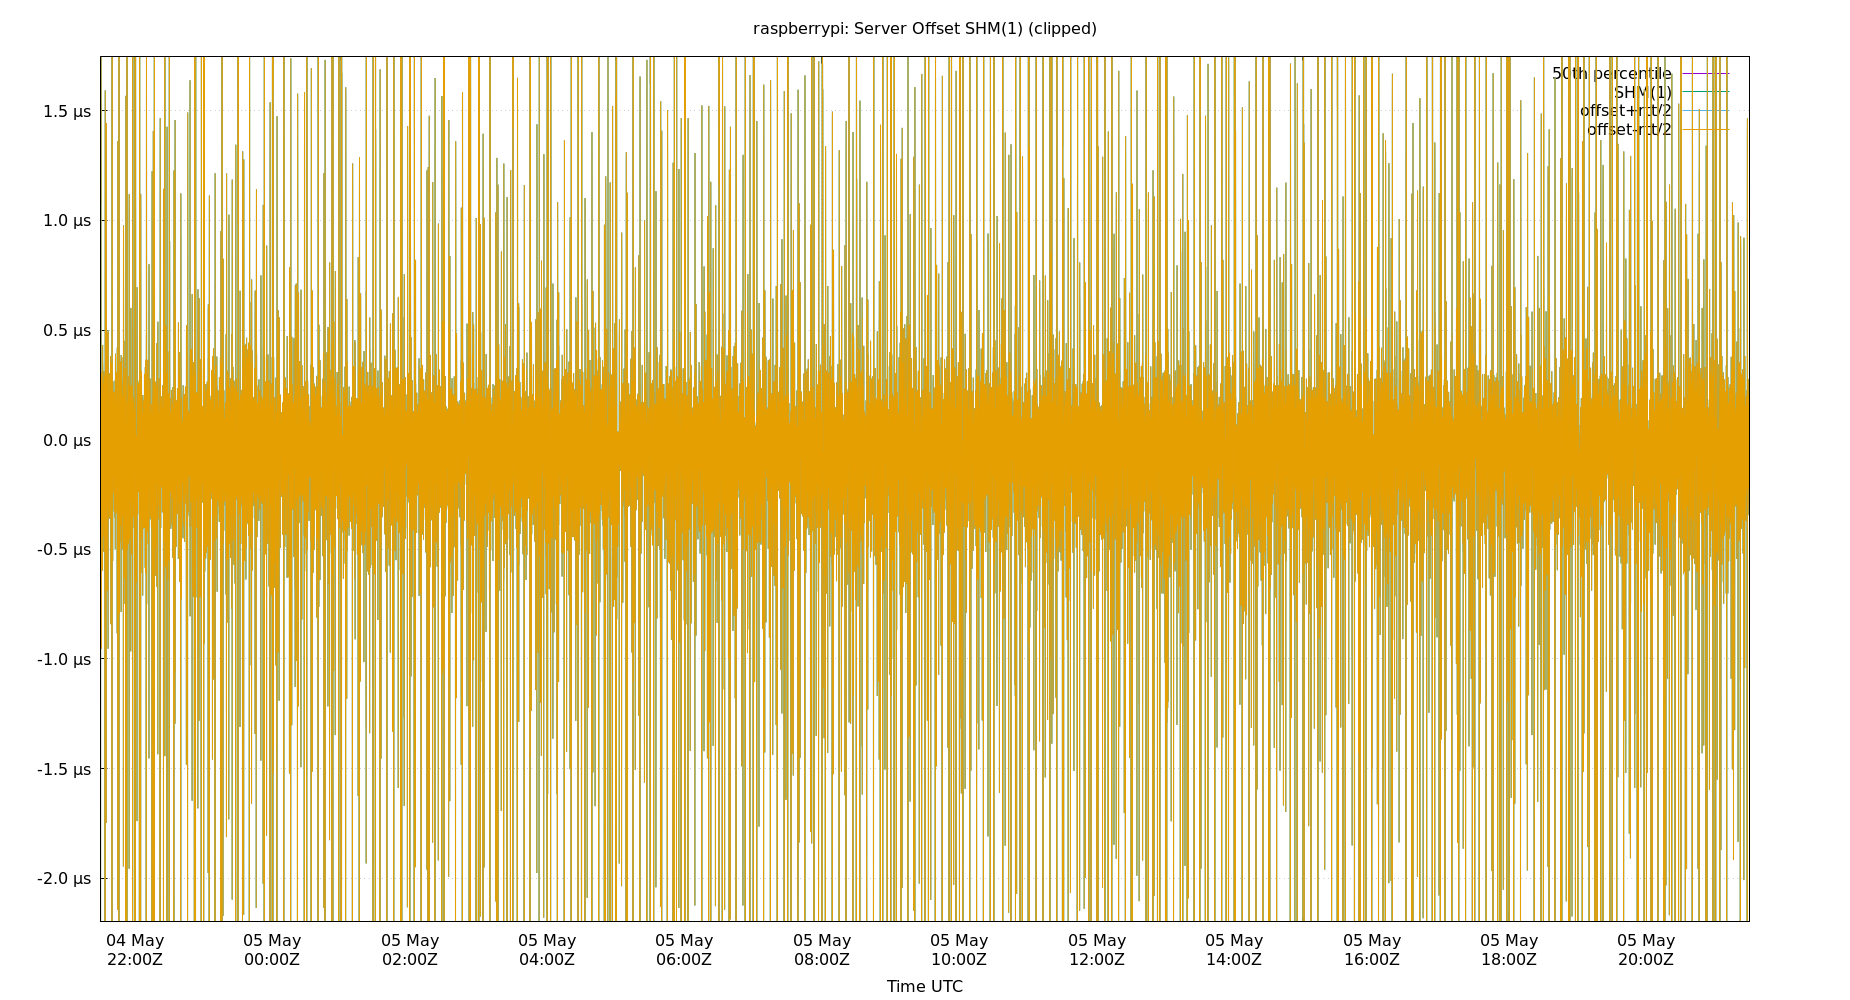 raspberrypi: Server Offset SHM(1) (clipped)
50th percentile
SHM(1)
offset+rtt/2
offset-rtt/2
1.5 µs
1.0 µs
0.5 µs
0.0 µs
-0.5 µs
-1.0 µs
-1.5 µs
-2.0 µs
04 May 05 May 05 May 05 May 05 May 05 May 05 May 05 May 05 May 05 May 05 May 05 May
22:00Z 00:00Z 02:00Z 04:00Z 06:00Z 08:00Z 10:00Z 12:00Z 14:00Z 16:00Z 18:00Z 20:00Z
Time UTC